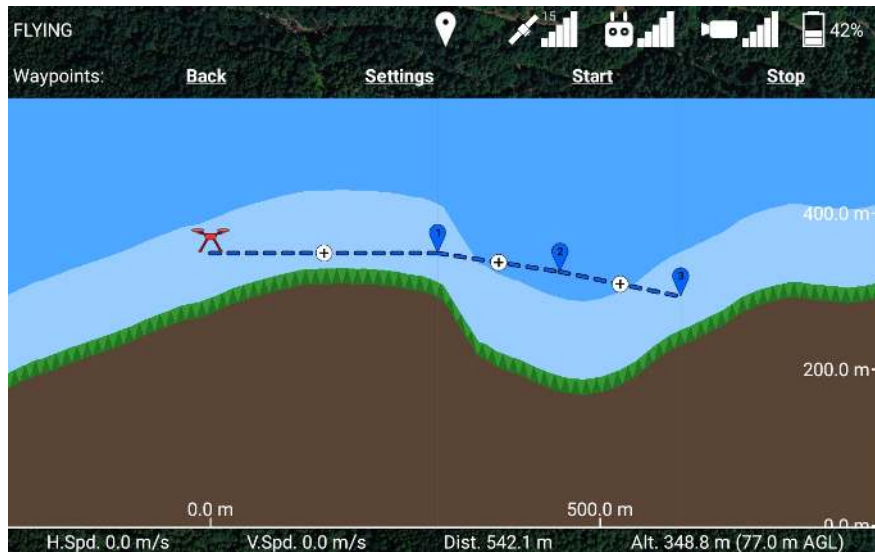 FLYING 15 42%
Waypoints: Back Settings Start Stop
400.0 m
1 2 3
200.0 m
0.0 m 500.0 m 0.0 m
H.Spd. 0.0 m/s V.Spd. 0.0 m/s Dist. 542.1 m Alt. 348.8 m (77.0 m AGL)